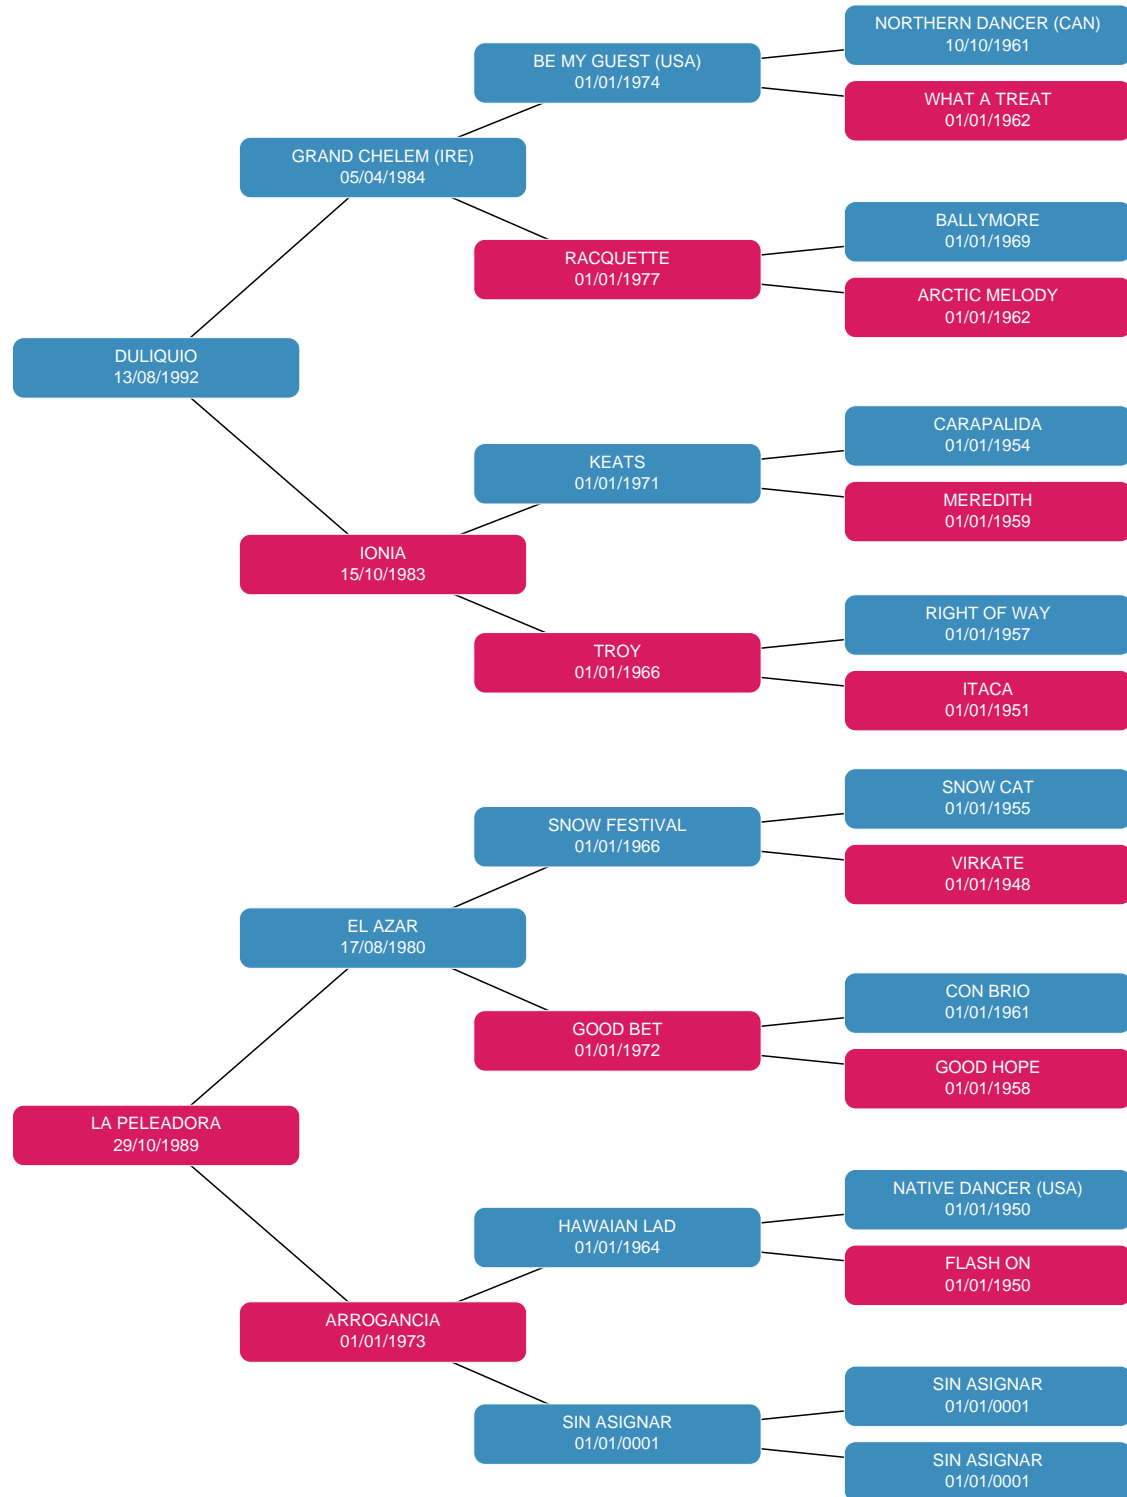 NORTHERN DANCER (CAN)
10/10/1961
BE MY GUEST (USA)
01/01/1974
WHAT A TREAT
01/01/1962
GRAND CHELEM (IRE)
05/04/1984
BALLYMORE
01/01/1969
RACQUETTE
01/01/1977
ARCTIC MELODY
01/01/1962
DULIQUIO
13/08/1992
CARAPALIDA
01/01/1954
KEATS
01/01/1971
MEREDITH
01/01/1959
IONIA
15/10/1983
RIGHT OF WAY
01/01/1957
TROY
01/01/1966
ITACA
01/01/1951
SNOW CAT
01/01/1955
SNOW FESTIVAL
01/01/1966
VIRKATE
01/01/1948
EL AZAR
17/08/1980
CON BRIO
01/01/1961
GOOD BET
01/01/1972
GOOD HOPE
01/01/1958
LA PELEADORA
29/10/1989
NATIVE DANCER (USA)
01/01/1950
HAWAIAN LAD
01/01/1964
FLASH ON
01/01/1950
ARROGANCIA
01/01/1973
SIN ASIGNAR
01/01/0001
SIN ASIGNAR
01/01/0001
SIN ASIGNAR
01/01/0001